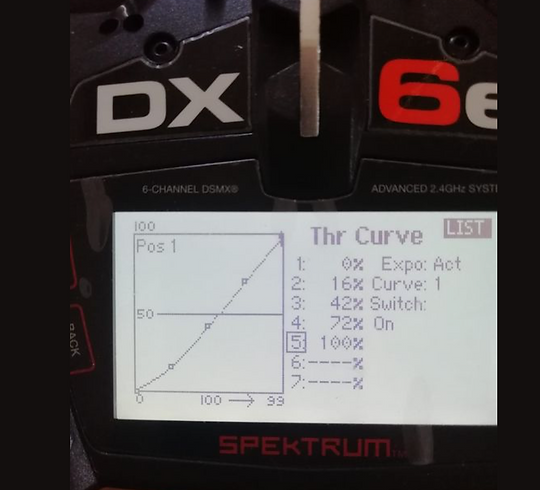 DX 6e
6-CHANNEL DSMX® ADVANCED 2.4GHz SYST
LIST
Thr Curve
100
Pos 1
50
0 100 → 99
1: 0% Expo: Act
2: 16% Curve: 1
3: 42% Switch:
4: 72% On
5: 100%
6:----%
7:----%
BACK
SPEKTRUM